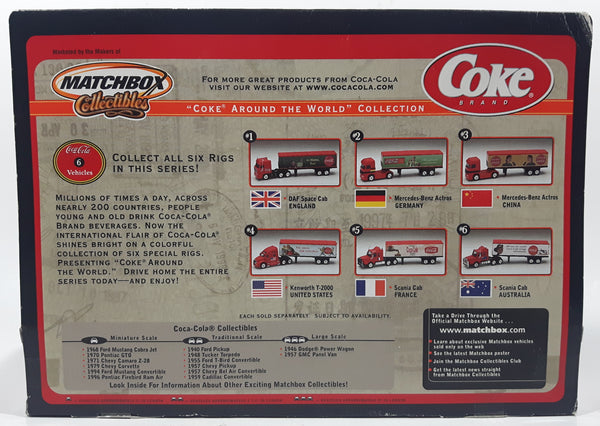 Marketed by the Makers of
MATCHBOX
Collectibles
FOR MORE GREAT PRODUCTS FROM COCA-COLA
VISIT OUR WEBSITE AT WWW.COCACOLA.COM
Coke®
BRAND
"COKE® AROUND THE WORLD" COLLECTION
Coca-Cola
6
Vehicles
COLLECT ALL SIX RIGS
IN THIS SERIES!
MILLIONS OF TIMES A DAY, ACROSS
NEARLY 200 COUNTRIES, PEOPLE
YOUNG AND OLD DRINK COCA-COLA®
BRAND BEVERAGES. NOW THE
INTERNATIONAL FLAIR OF COCA-COLA®
SHINES BRIGHT ON A COLORFUL
COLLECTION OF SIX SPECIAL RIGS.
PRESENTING "COKE® AROUND
THE WORLD." DRIVE HOME THE ENTIRE
SERIES TODAY—AND ENJOY!
#1
DAF Space Cab
ENGLAND
#2
Mercedes-Benz Actros
GERMANY
#3
Mercedes-Benz Actros
CHINA
#4
Kenworth T-2000
UNITED STATES
#5
Scania Cab
FRANCE
#6
Scania Cab
AUSTRALIA
EACH SOLD SEPARATELY. SUBJECT TO AVAILABILITY.
Coca-Cola® Collectibles
Miniature Scale
• 1968 Ford Mustang Cobra Jet
• 1970 Pontiac GTO
• 1971 Chevy Camaro Z-28
• 1979 Chevy Corvette
• 1994 Ford Mustang Convertible
• 1996 Pontiac Firebird Ram Air
Traditional Scale
• 1940 Ford Pickup
• 1948 Tucker Torpedo
• 1955 Ford T-Bird Convertible
• 1957 Chevy Pickup
• 1957 Chevy Bel Air Convertible
• 1959 Cadillac Convertible
Large Scale
• 1946 Dodge® Power Wagon
• 1957 GMC Panel Van
Look Inside For Information About Other Exciting Matchbox Collectibles!
Take a Drive Through the
Official Matchbox Website...
www.matchbox.com
• Learn about exclusive Matchbox vehicles
sold only on the web
• See the latest Matchbox poster
• Join the Matchbox Collectibles Club
• Get the latest news straight
from Matchbox Collectibles